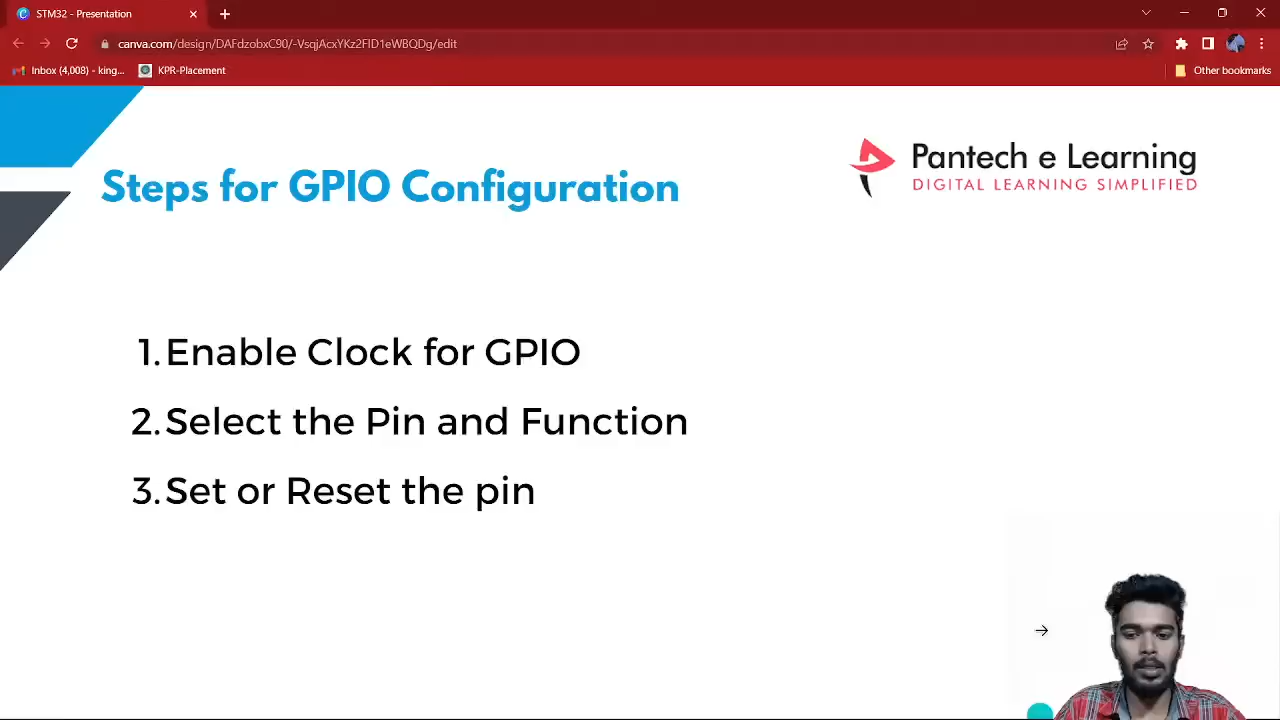 STM32 - Presentation
canva.com/design/DAFdzobxC90/-VsqjAcxYKz2FID1eWBQDg/edit
Inbox (4,008) - king...
KPR-Placement
Other bookmarks
Pantech e Learning
DIGITAL LEARNING SIMPLIFIED
Steps for GPIO Configuration
1. Enable Clock for GPIO
2. Select the Pin and Function
3. Set or Reset the pin